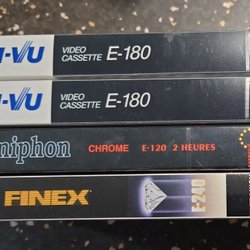 I-VU VIDEO CASSETTE E-180
I-VU VIDEO CASSETTE E-180
niphon CHROME E-120 2 HEURES
FINEX E-240